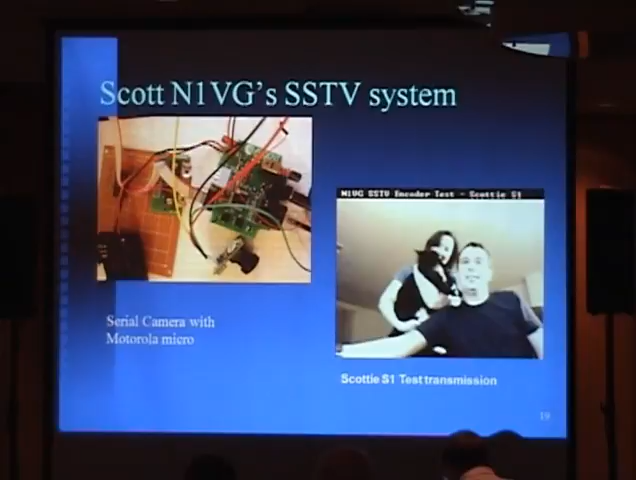 Scott N1VG's SSTV system
N1VG SSTV Encoder Test - Scottie S1
Serial Camera with
Motorola micro
Scottie S1 Test transmission
19